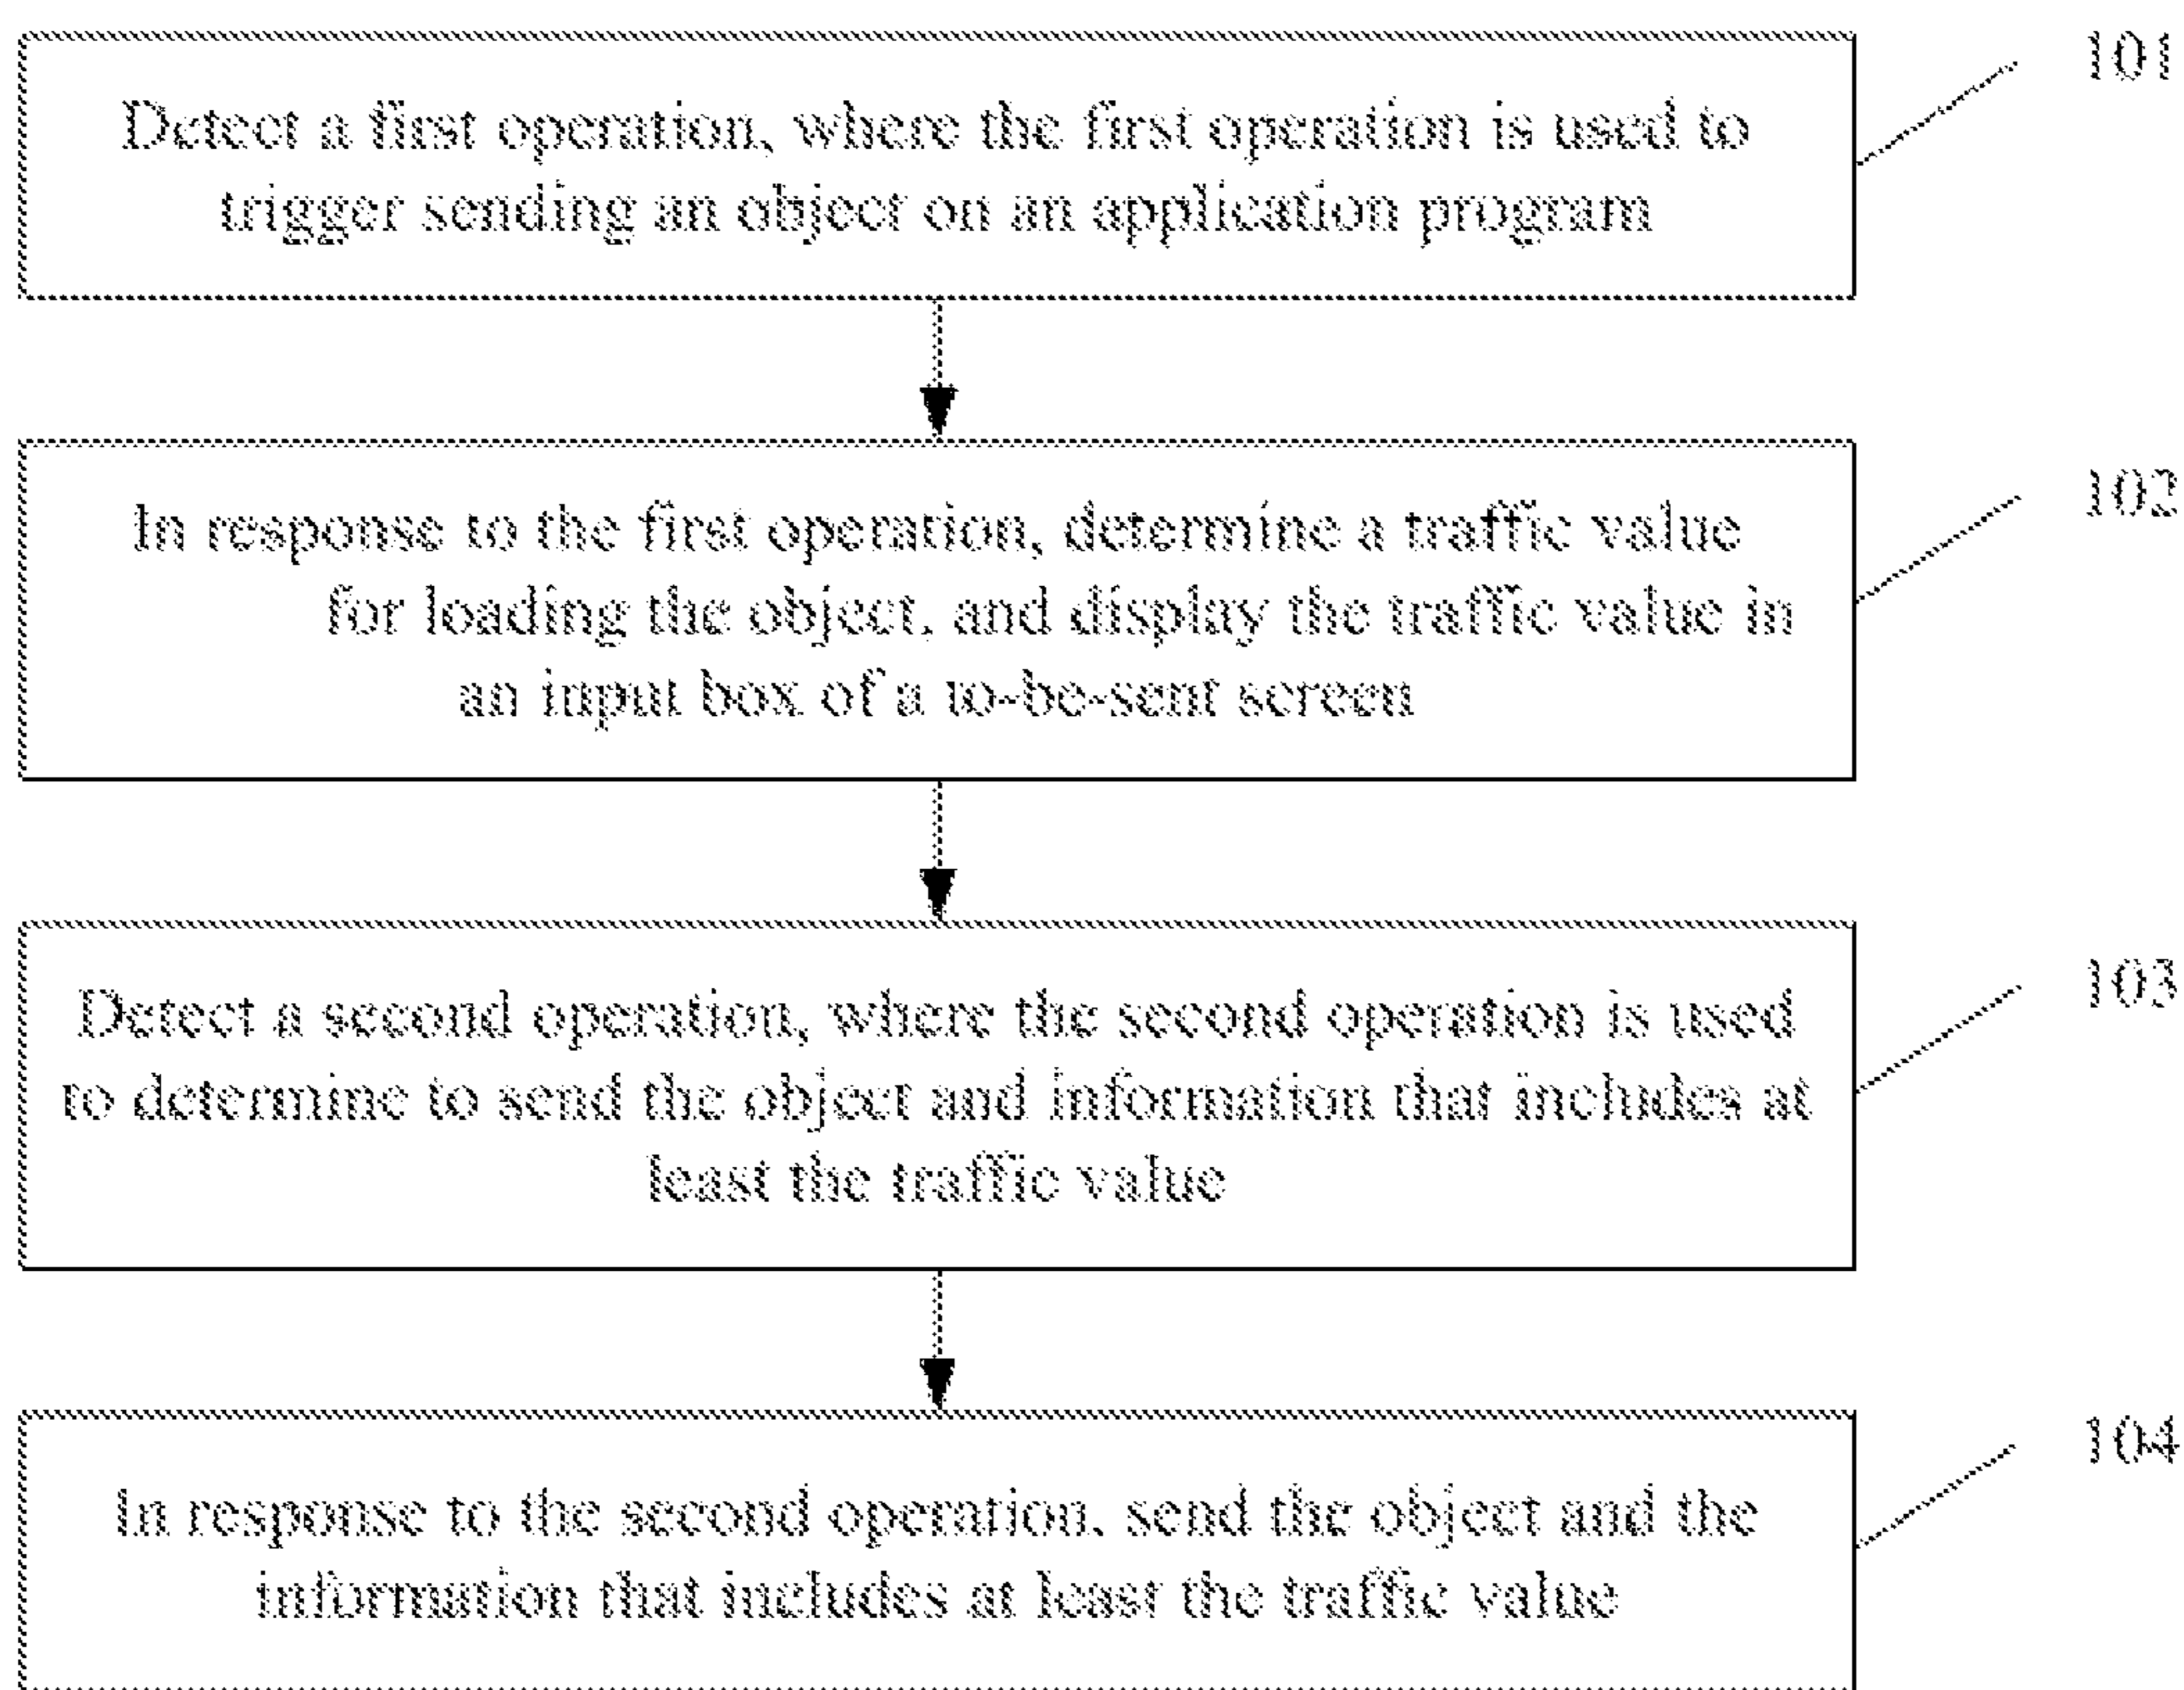 101
Detect a first operation, where the first operation is used to
trigger sending an object on an application program
102
In response to the first operation, determine a traffic value
for loading the object, and display the traffic value in
an input box of a to-be-sent screen
103
Detect a second operation, where the second operation is used
to determine to send the object and information that includes at
least the traffic value
104
In response to the second operation, send the object and the
information that includes at least the traffic value